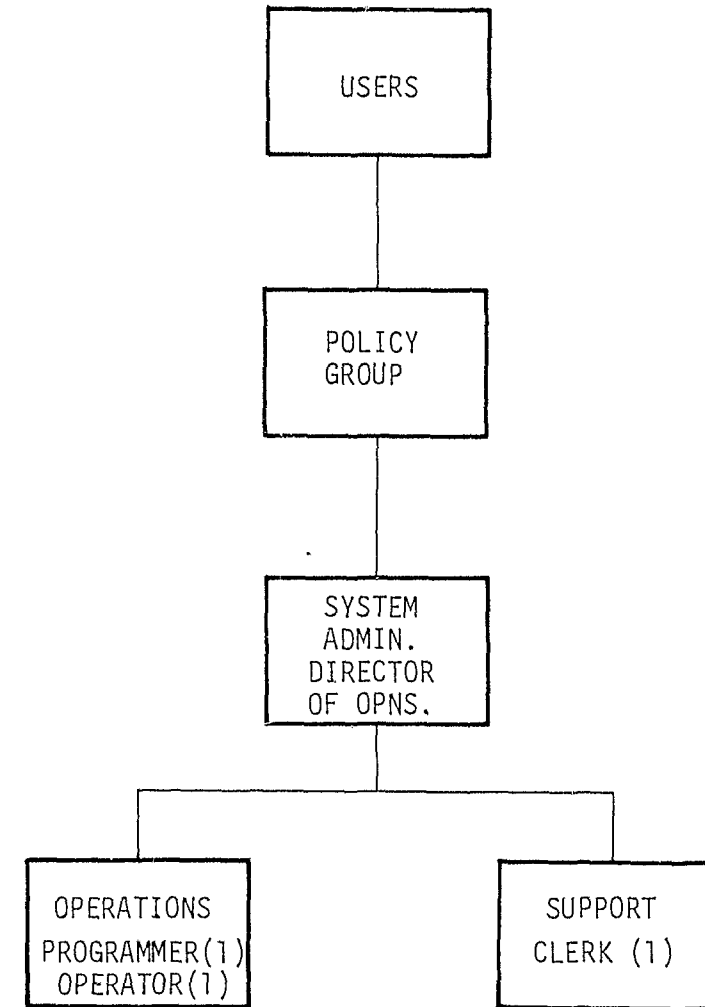 USERS
POLICY
GROUP
SYSTEM
ADMIN.
DIRECTOR
OF OPNS.
OPERATIONS
PROGRAMMER(1)
OPERATOR(1)
SUPPORT
CLERK (1)